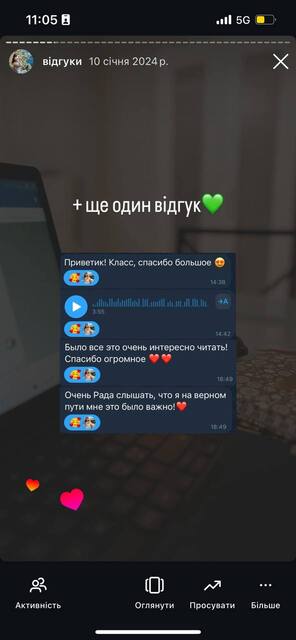 11:05
5G
відгуки 10 січня 2024 р.
+ ще один відгук💚
Приветик! Класс, спасибо большое 😍
14:38
→A
3:55
14:42
Было все это очень интересно читать!
Спасибо огромное ❤️ ❤️
18:49
Очень Рада слышать, что я на верном
пути мне это было важно!❤️
18:49
Активність
Оглянути
Просувати
Більше